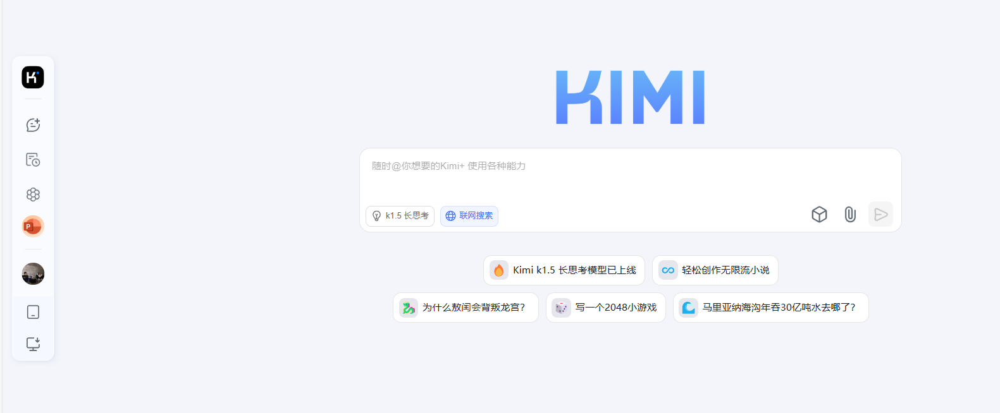 KIMI
随时@你想要的Kimi+ 使用各种能力
k1.5 长思考
联网搜索
Kimi k1.5 长思考模型已上线
轻松创作无限流小说
为什么敖闰会背叛龙宫?
写一个2048小游戏
马里亚纳海沟年吞30亿吨水去哪了?
K
P